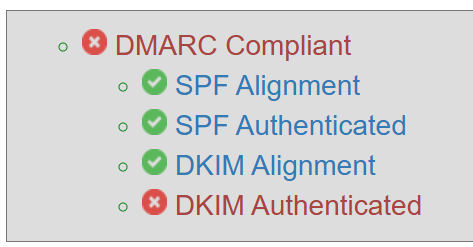 DMARC Compliant
SPF Alignment
SPF Authenticated
DKIM Alignment
DKIM Authenticated